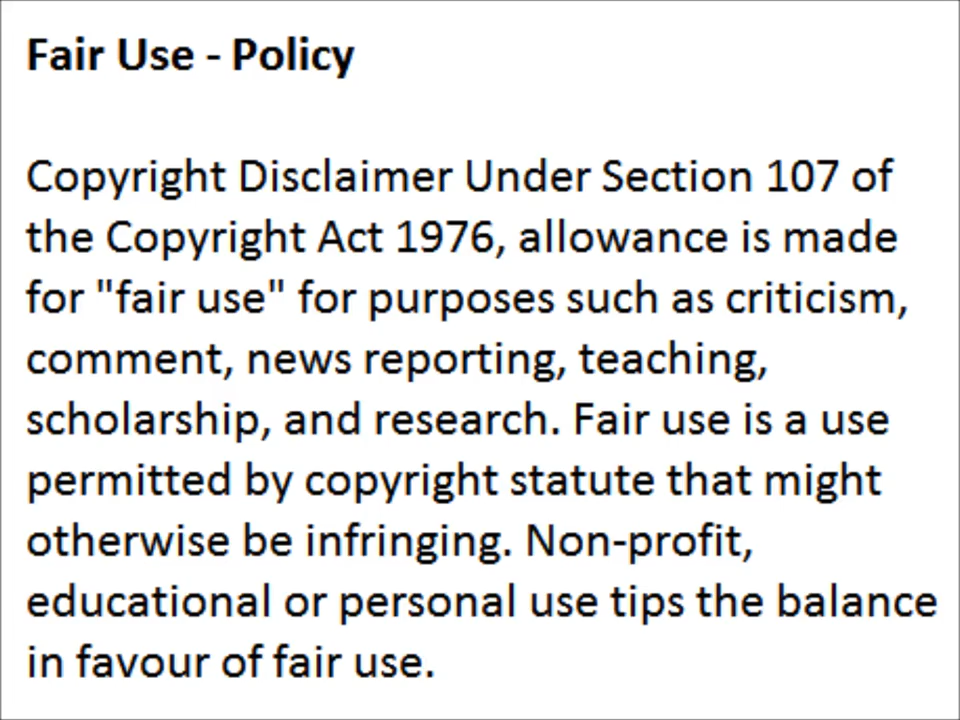 Fair Use - Policy
Copyright Disclaimer Under Section 107 of
the Copyright Act 1976, allowance is made
for "fair use" for purposes such as criticism,
comment, news reporting, teaching,
scholarship, and research. Fair use is a use
permitted by copyright statute that might
otherwise be infringing. Non-profit,
educational or personal use tips the balance
in favour of fair use.